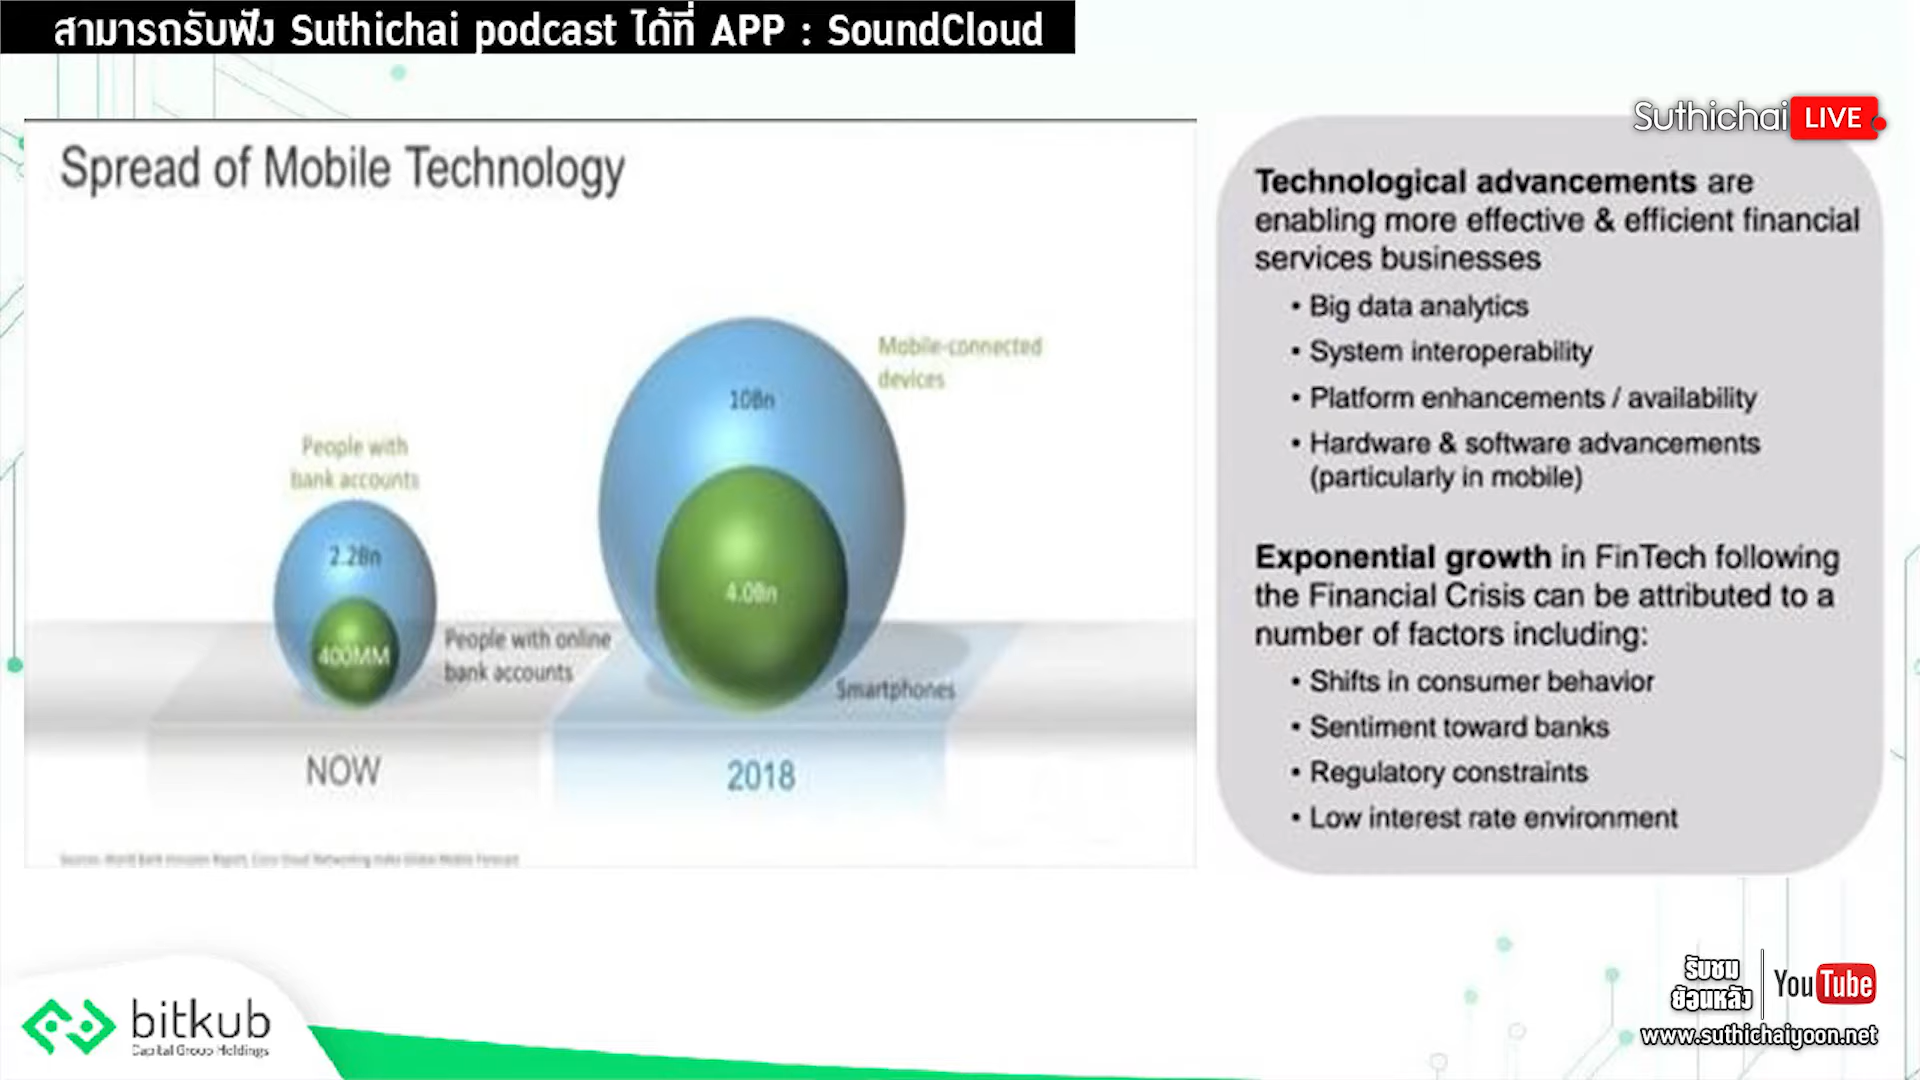 สามารถรับฟัง Suthichai podcast ได้ที่ APP : SoundCloud
Suthichai LIVE
Spread of Mobile Technology
People with
bank accounts
2.2Bn
400MM
People with online
bank accounts
NOW
Mobile-connected
devices
10Bn
4.0Bn
Smartphones
2018
Technological advancements are
enabling more effective & efficient financial
services businesses
• Big data analytics
• System interoperability
• Platform enhancements / availability
• Hardware & software advancements
(particularly in mobile)
Exponential growth in FinTech following
the Financial Crisis can be attributed to a
number of factors including:
• Shifts in consumer behavior
• Sentiment toward banks
• Regulatory constraints
• Low interest rate environment
bitkub
Capital Group Holdings
รับชม
ย้อนหลัง
YouTube
www.suthichaiyoon.net